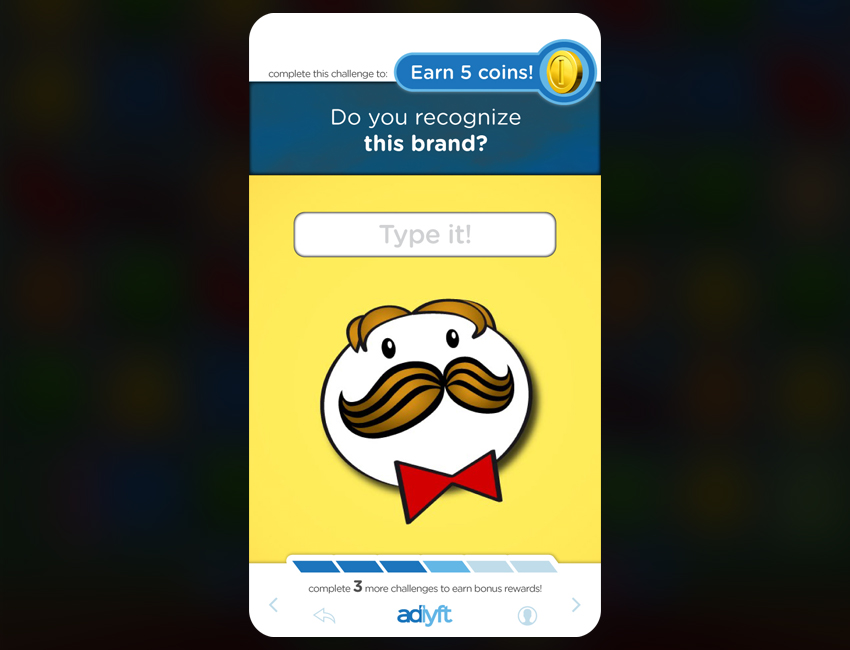 complete this challenge to:
Earn 5 coins!
Do you recognize
this brand?
Type it!
complete 3 more challenges to earn bonus rewards!
adlyft